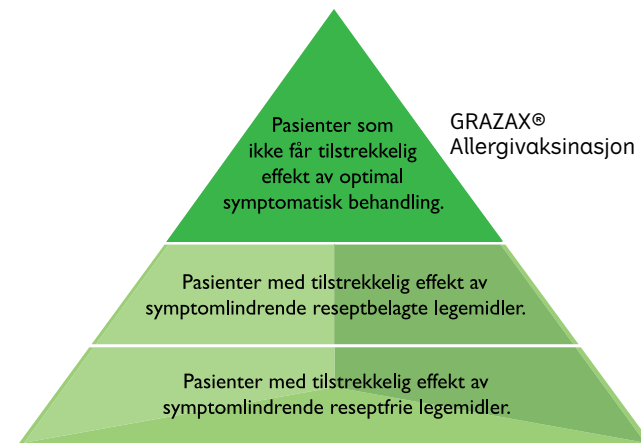 Pasienter som
ikke får tilstrekkelig
effekt av optimal
symptomatisk behandling.
GRAZAX®
Allergivaksinasjon
Pasienter med tilstrekkelig effekt av
symptomlindrende reseptbelagte legemidler.
Pasienter med tilstrekkelig effekt av
symptomlindrende reseptfrie legemidler.